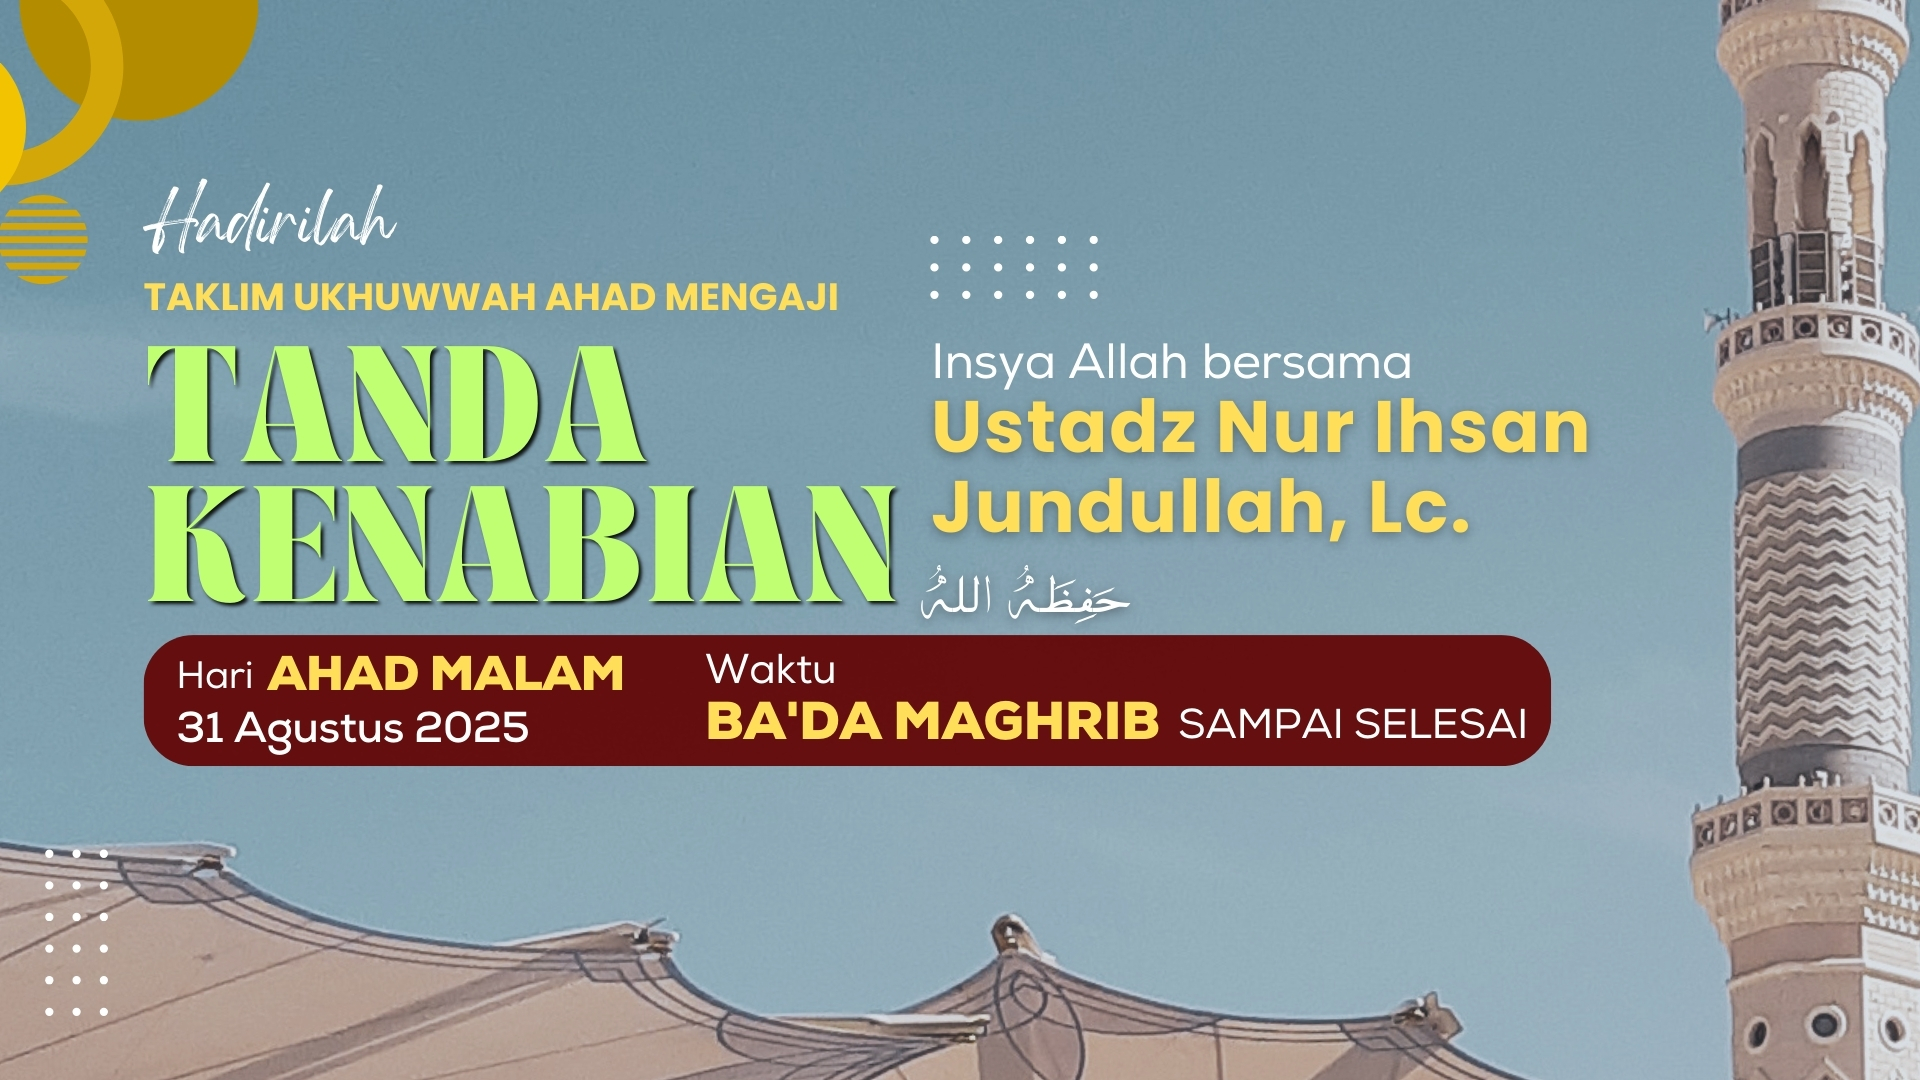 Hadirilah
TAKLIM UKHUWWAH AHAD MENGAJI
TANDA
KENABIAN
Insya Allah bersama
Ustadz Nur Ihsan
Jundullah, Lc.
حَفِظَهُ اللهُ
Hari AHAD MALAM
31 Agustus 2025
Waktu
BA'DA MAGHRIB SAMPAI SELESAI